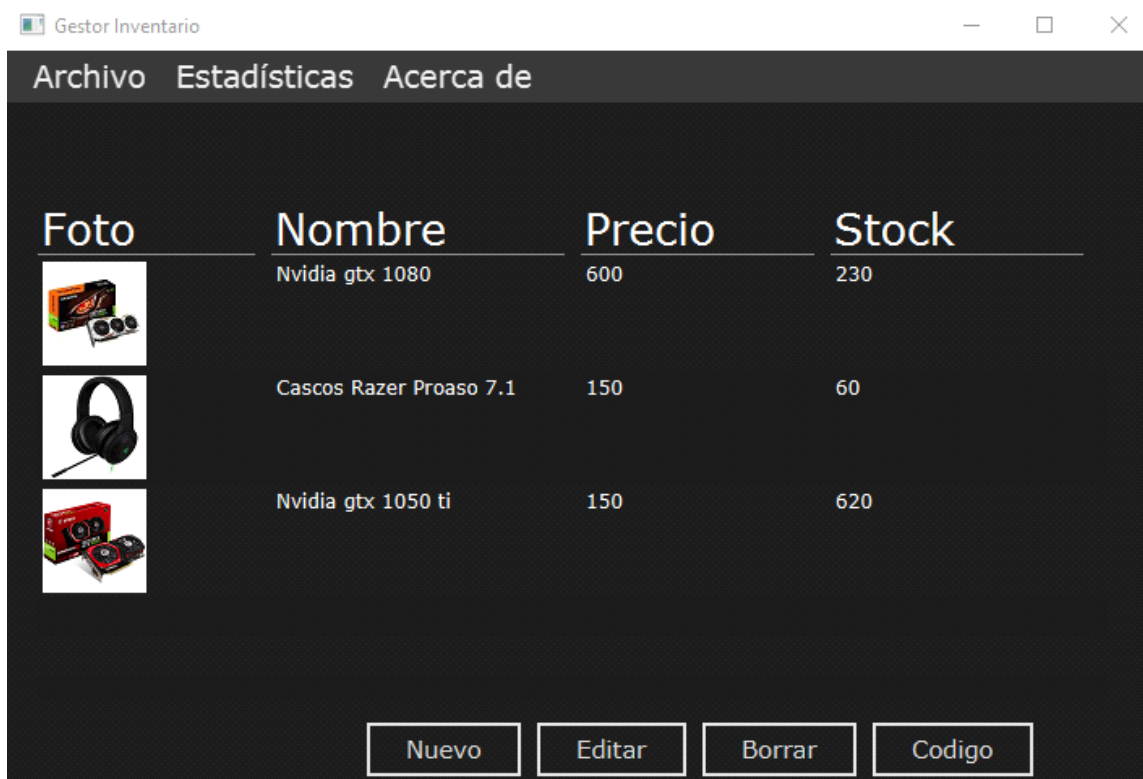 Gestor Inventario
Archivo Estadísticas Acerca de
Foto Nombre Precio Stock
Nvidia gtx 1080 600 230
Cascos Razer Proaso 7.1 150 60
Nvidia gtx 1050 ti 150 620
Nuevo Editar Borrar Codigo